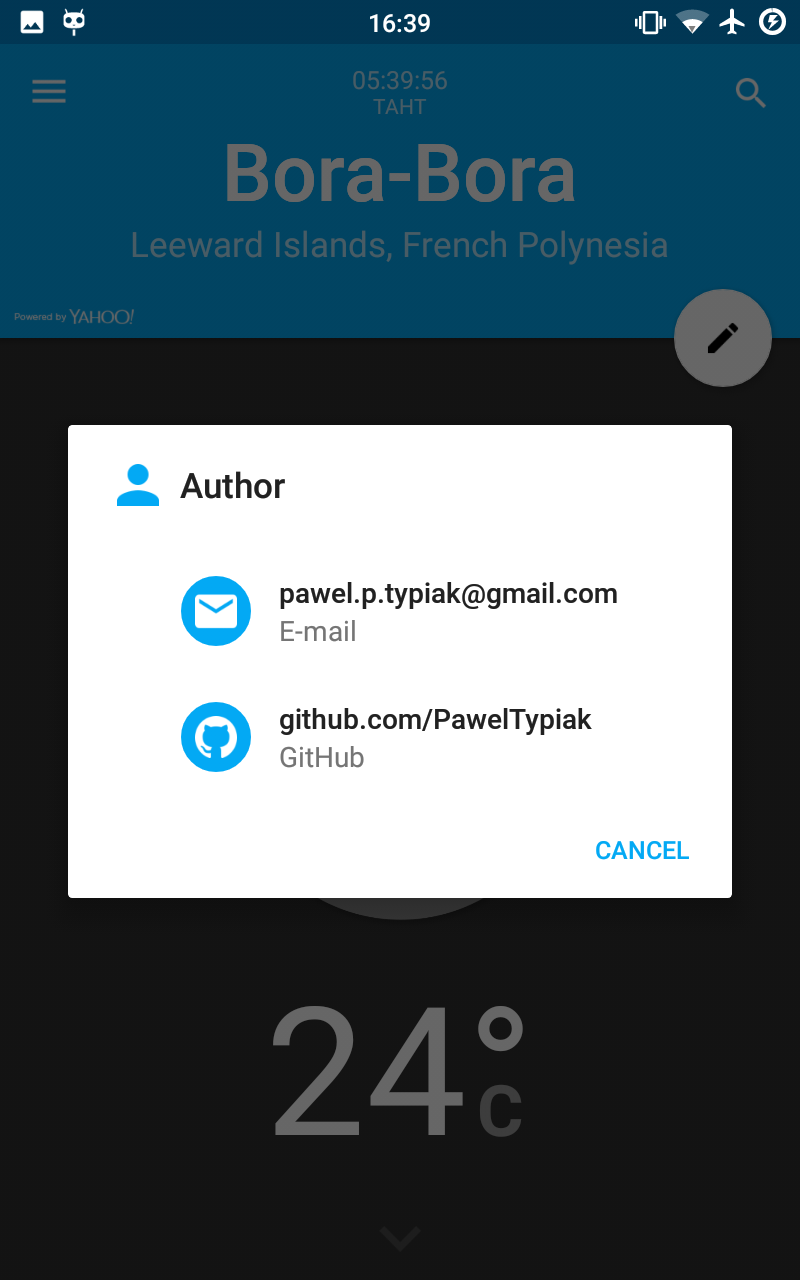 16:39
05:39:56
TAHT
Bora-Bora
Leeward Islands, French Polynesia
Powered by YAHOO!
Author
pawel.p.typiak@gmail.com
E-mail
github.com/PawelTypiak
GitHub
CANCEL
24°
C